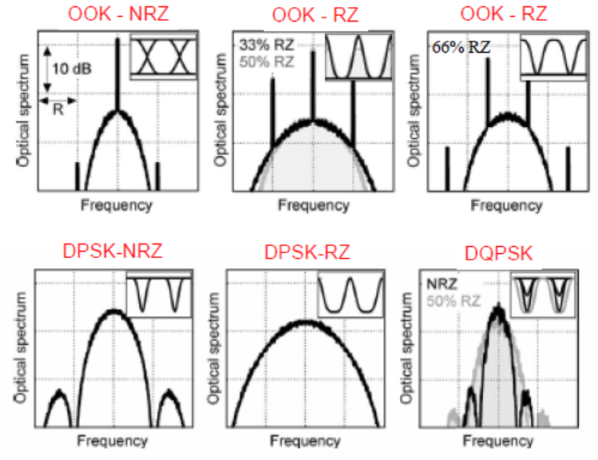 OOK - NRZ
OOK - RZ
OOK - RZ
10 dB
R
Optical spectrum
Frequency
33% RZ
50% RZ
Optical spectrum
Frequency
66% RZ
Optical spectrum
Frequency
DPSK-NRZ
DPSK-RZ
DQPSK
Optical spectrum
Frequency
Optical spectrum
Frequency
NRZ
50% RZ
Optical spectrum
Frequency